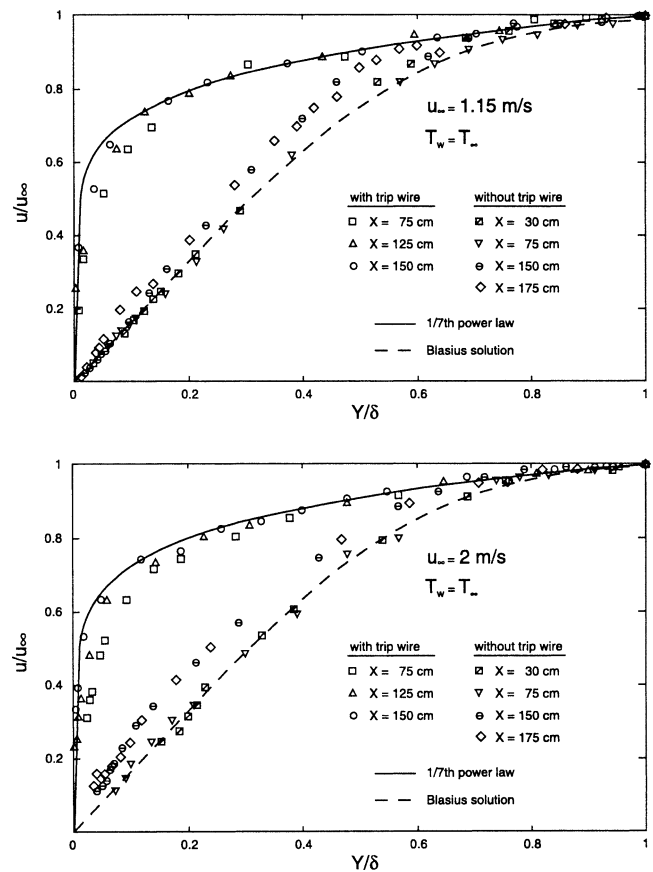 1
0.8
0.6
0.4
0.2
u/u∞
u∞ = 1.15 m/s
Tw = T∞
with trip wire
X = 75 cm
X = 125 cm
X = 150 cm
without trip wire
X = 30 cm
X = 75 cm
X = 150 cm
X = 175 cm
1/7th power law
Blasius solution
0 0.2 0.4 0.6 0.8 1
Y/δ
1
0.8
0.6
0.4
0.2
u/u∞
u∞ = 2 m/s
Tw = T∞
with trip wire
X = 75 cm
X = 125 cm
X = 150 cm
without trip wire
X = 30 cm
X = 75 cm
X = 150 cm
X = 175 cm
1/7th power law
Blasius solution
0 0.2 0.4 0.6 0.8 1
Y/δ